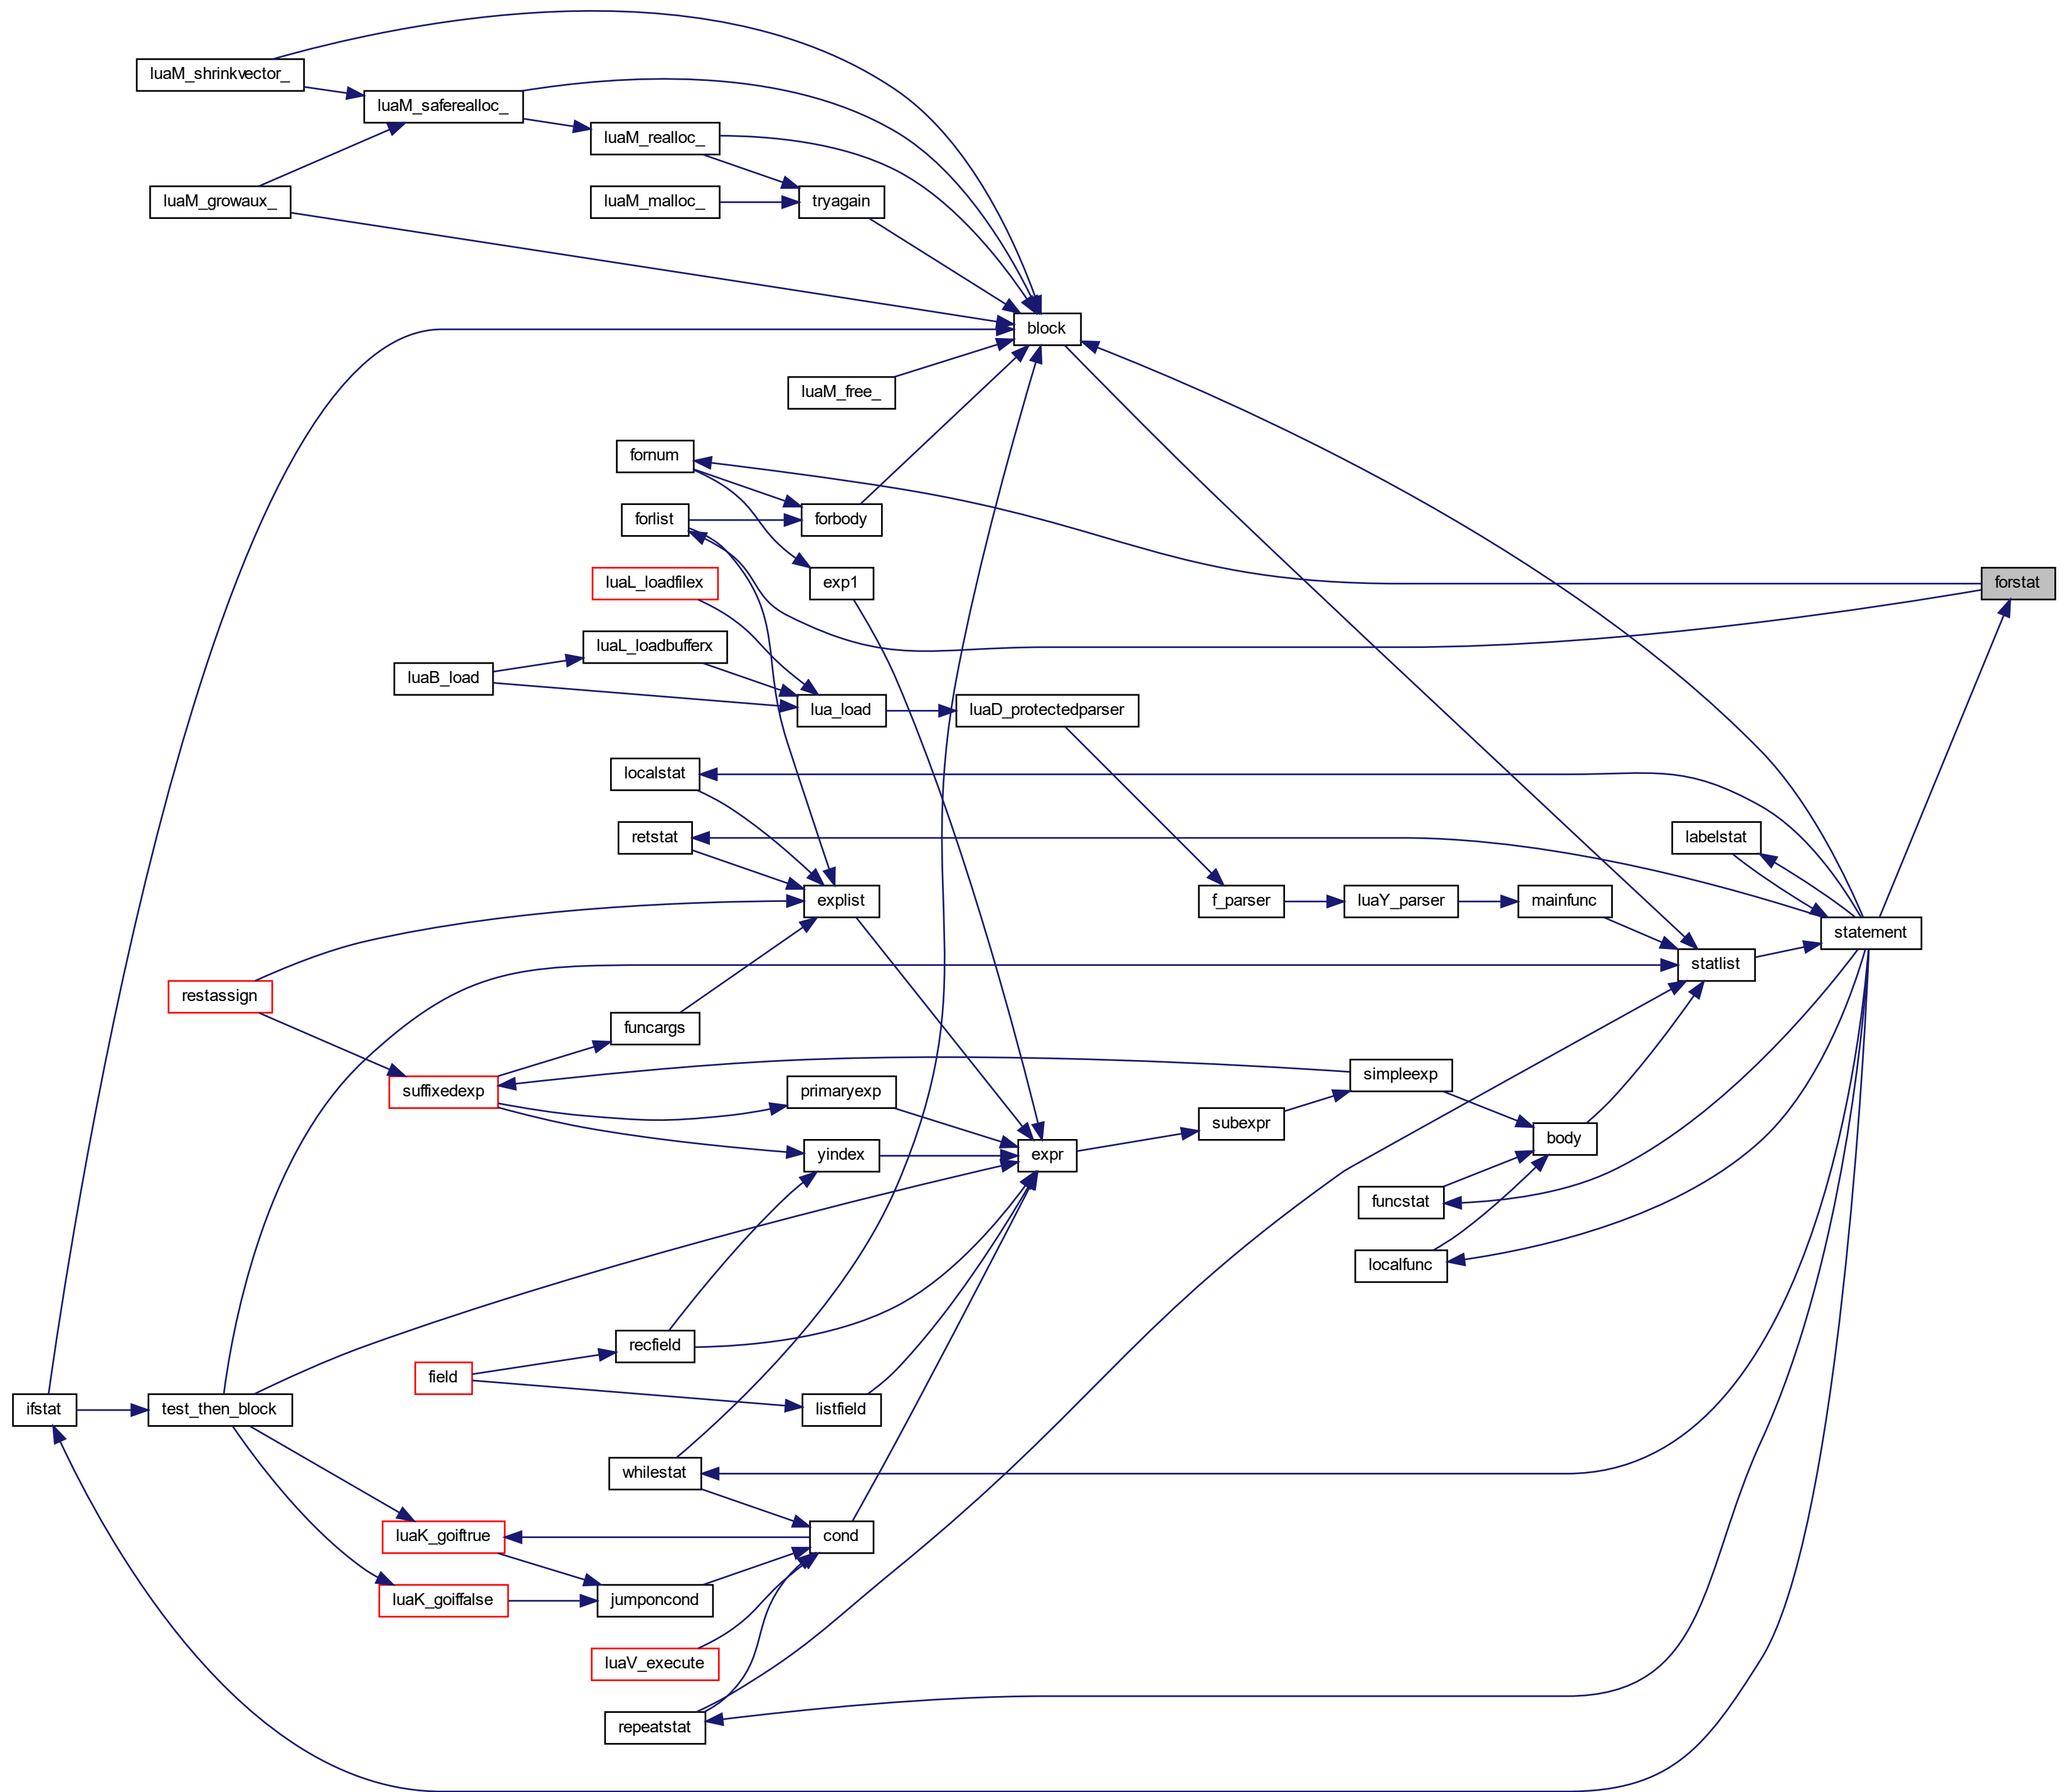 luaM_shrinkvector_
luaM_saferealloc_
luaM_realloc_
luaM_growaux_
luaM_malloc_
tryagain
block
luaM_free_
fornum
forlist
forbody
exp1
luaL_loadfilex
forstat
luaL_loadbufferx
luaB_load
lua_load
luaD_protectedparser
localstat
retstat
labelstat
explist
f_parser
luaY_parser
mainfunc
statement
statlist
restassign
funcargs
suffixedexp
primaryexp
simpleexp
subexpr
body
yindex
expr
funcstat
localfunc
recfield
field
listfield
ifstat
test_then_block
whilestat
luaK_goiftrue
cond
luaK_goiffalse
jumponcond
luaV_execute
repeatstat